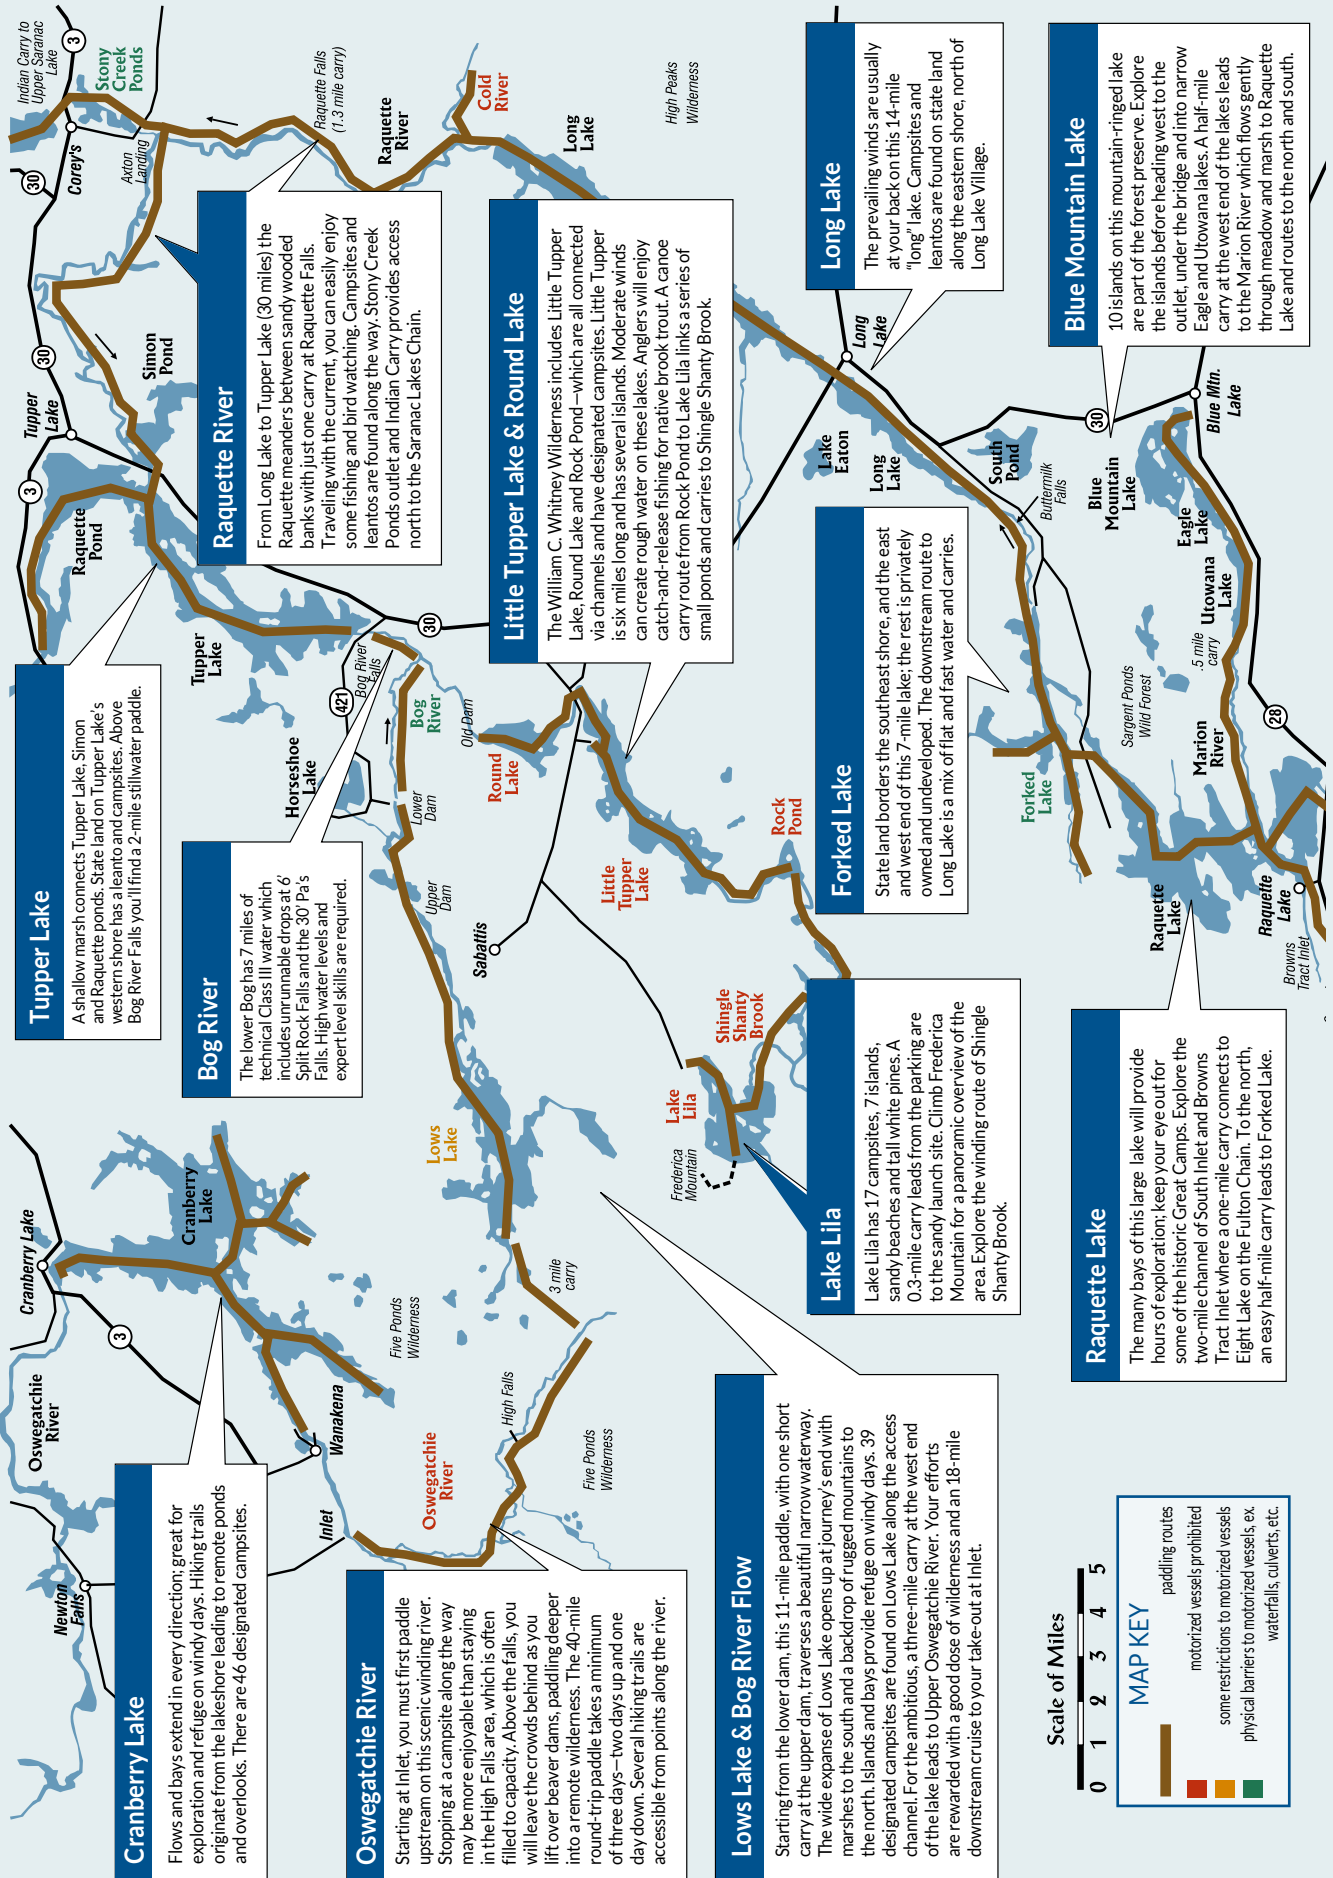 Cranberry Lake
Flows and bays extend in every direction; great for
exploration and refuge on windy days. Hiking trails
originate from the lakeshore leading to remote ponds
and overlooks. There are 46 designated campsites.
Oswegatchie River
Starting at Inlet, you must first paddle
upstream on this scenic winding river.
Stopping at a campsite along the way
may be more enjoyable than staying
in the High Falls area, which is often
filled to capacity. Above the falls, you
will leave the crowds behind as you
lift over beaver dams, paddling deeper
into a remote wilderness. The 40-mile
round-trip paddle takes a minimum
of three days—two days up and one
day down. Several hiking trails are
accessible from points along the river.
Lows Lake & Bog River Flow
Starting from the lower dam, this 11-mile paddle, with one short
carry at the upper dam, traverses a beautiful narrow waterway.
The wide expanse of Lows Lake opens up at journey's end with
marshes to the south and a backdrop of rugged mountains to
the north. Islands and bays provide refuge on windy days. 39
designated campsites are found on Lows Lake along the access
channel. For the ambitious, a three-mile carry at the west end
of the lake leads to Upper Oswegatchie River. Your efforts
are rewarded with a good dose of wilderness and an 18-mile
downstream cruise to your take-out at Inlet.
Scale of Miles
0 1 2 3 4 5
MAP KEY
paddling routes
motorized vessels prohibited
some restrictions to motorized vessels
physical barriers to motorized vessels, ex.
waterfalls, culverts, etc.
Tupper Lake
A shallow marsh connects Tupper Lake, Simon
and Raquette ponds. State land on Tupper Lake's
western shore has a leanto and campsites. Above
Bog River Falls you'll find a 2-mile stillwater paddle.
Bog River
The lower Bog has 7 miles of
technical Class III water which
includes unrunnable drops at 6'
Split Rock Falls and the 30' Pa's
Falls. High water levels and
expert level skills are required.
Lake Lila
Lake Lila has 17 campsites, 7 islands,
sandy beaches and tall white pines. A
0.3-mile carry leads from the parking are
to the sandy launch site. Climb Frederica
Mountain for a panoramic overview of the
area. Explore the winding route of Shingle
Shanty Brook.
Raquette Lake
The many bays of this large lake will provide
hours of exploration; keep your eye out for
some of the historic Great Camps. Explore the
two-mile channel of South Inlet and Browns
Tract Inlet where a one-mile carry connects to
Eight Lake on the Fulton Chain. To the north,
an easy half-mile carry leads to Forked Lake.
Raquette River
From Long Lake to Tupper Lake (30 miles) the
Raquette meanders between sandy wooded
banks with just one carry at Raquette Falls.
Traveling with the current, you can easily enjoy
some fishing and bird watching. Campsites and
leantos are found along the way. Stony Creek
Ponds outlet and Indian Carry provides access
north to the Saranac Lakes Chain.
Little Tupper Lake & Round Lake
The William C. Whitney Wilderness includes Little Tupper
Lake, Round Lake and Rock Pond—which are all connected
via channels and have designated campsites. Little Tupper
is six miles long and has several islands. Moderate winds
can create rough water on these lakes. Anglers will enjoy
catch-and-release fishing for native brook trout. A canoe
carry route from Rock Pond to Lake Lila links a series of
small ponds and carries to Shingle Shanty Brook.
Forked Lake
State land borders the southeast shore, and the east
and west end of this 7-mile lake; the rest is privately
owned and undeveloped. The downstream route to
Long Lake is a mix of flat and fast water and carries.
Long Lake
The prevailing winds are usually
at your back on this 14-mile
"long" lake. Campsites and
leantos are found on state land
along the eastern shore, north of
Long Lake Village.
Blue Mountain Lake
10 islands on this mountain-ringed lake
are part of the forest preserve. Explore
the islands before heading west to the
outlet, under the bridge and into narrow
Eagle and Utowana lakes. A half-mile
carry at the west end of the lakes leads
to the Marion River which flows gently
through meadow and marsh to Raquette
Lake and routes to the north and south.
Newton
Falls
Oswegatchie
River
Cranberry Lake
Cranberry
Lake
3
Inlet
Wanakena
Oswegatchie
River
High Falls
Five Ponds
Wilderness
Five Ponds
Wilderness
3 mile
carry
Lows
Lake
Upper
Dam
Lower
Dam
Horseshoe
Lake
421
Bog River
Falls
Bog
River
Old Dam
30
Tupper
Lake
Raquette
Pond
3
Tupper
Lake
30
Simon
Pond
30
Corey's
Axton
Landing
Indian Carry to
Upper Saranac
Lake
3
Stony
Creek
Ponds
Raquette Falls
(1.3 mile carry)
Raquette
River
Cold
River
Long
Lake
High Peaks
Wilderness
Sabattis
Round
Lake
Little
Tupper
Lake
Rock
Pond
Shingle
Shanty
Brook
Lake
Lila
Frederica
Mountain
Long
Lake
Lake
Eaton
Long
Lake
South
Pond
Buttermilk
Falls
30
Blue
Mountain
Lake
Blue Mtn.
Lake
Eagle
Lake
Utowana
Lake
.5 mile
carry
Sargent Ponds
Wild Forest
Marion
River
28
Forked
Lake
Raquette
Lake
Raquette
Lake
Browns
Tract Inlet